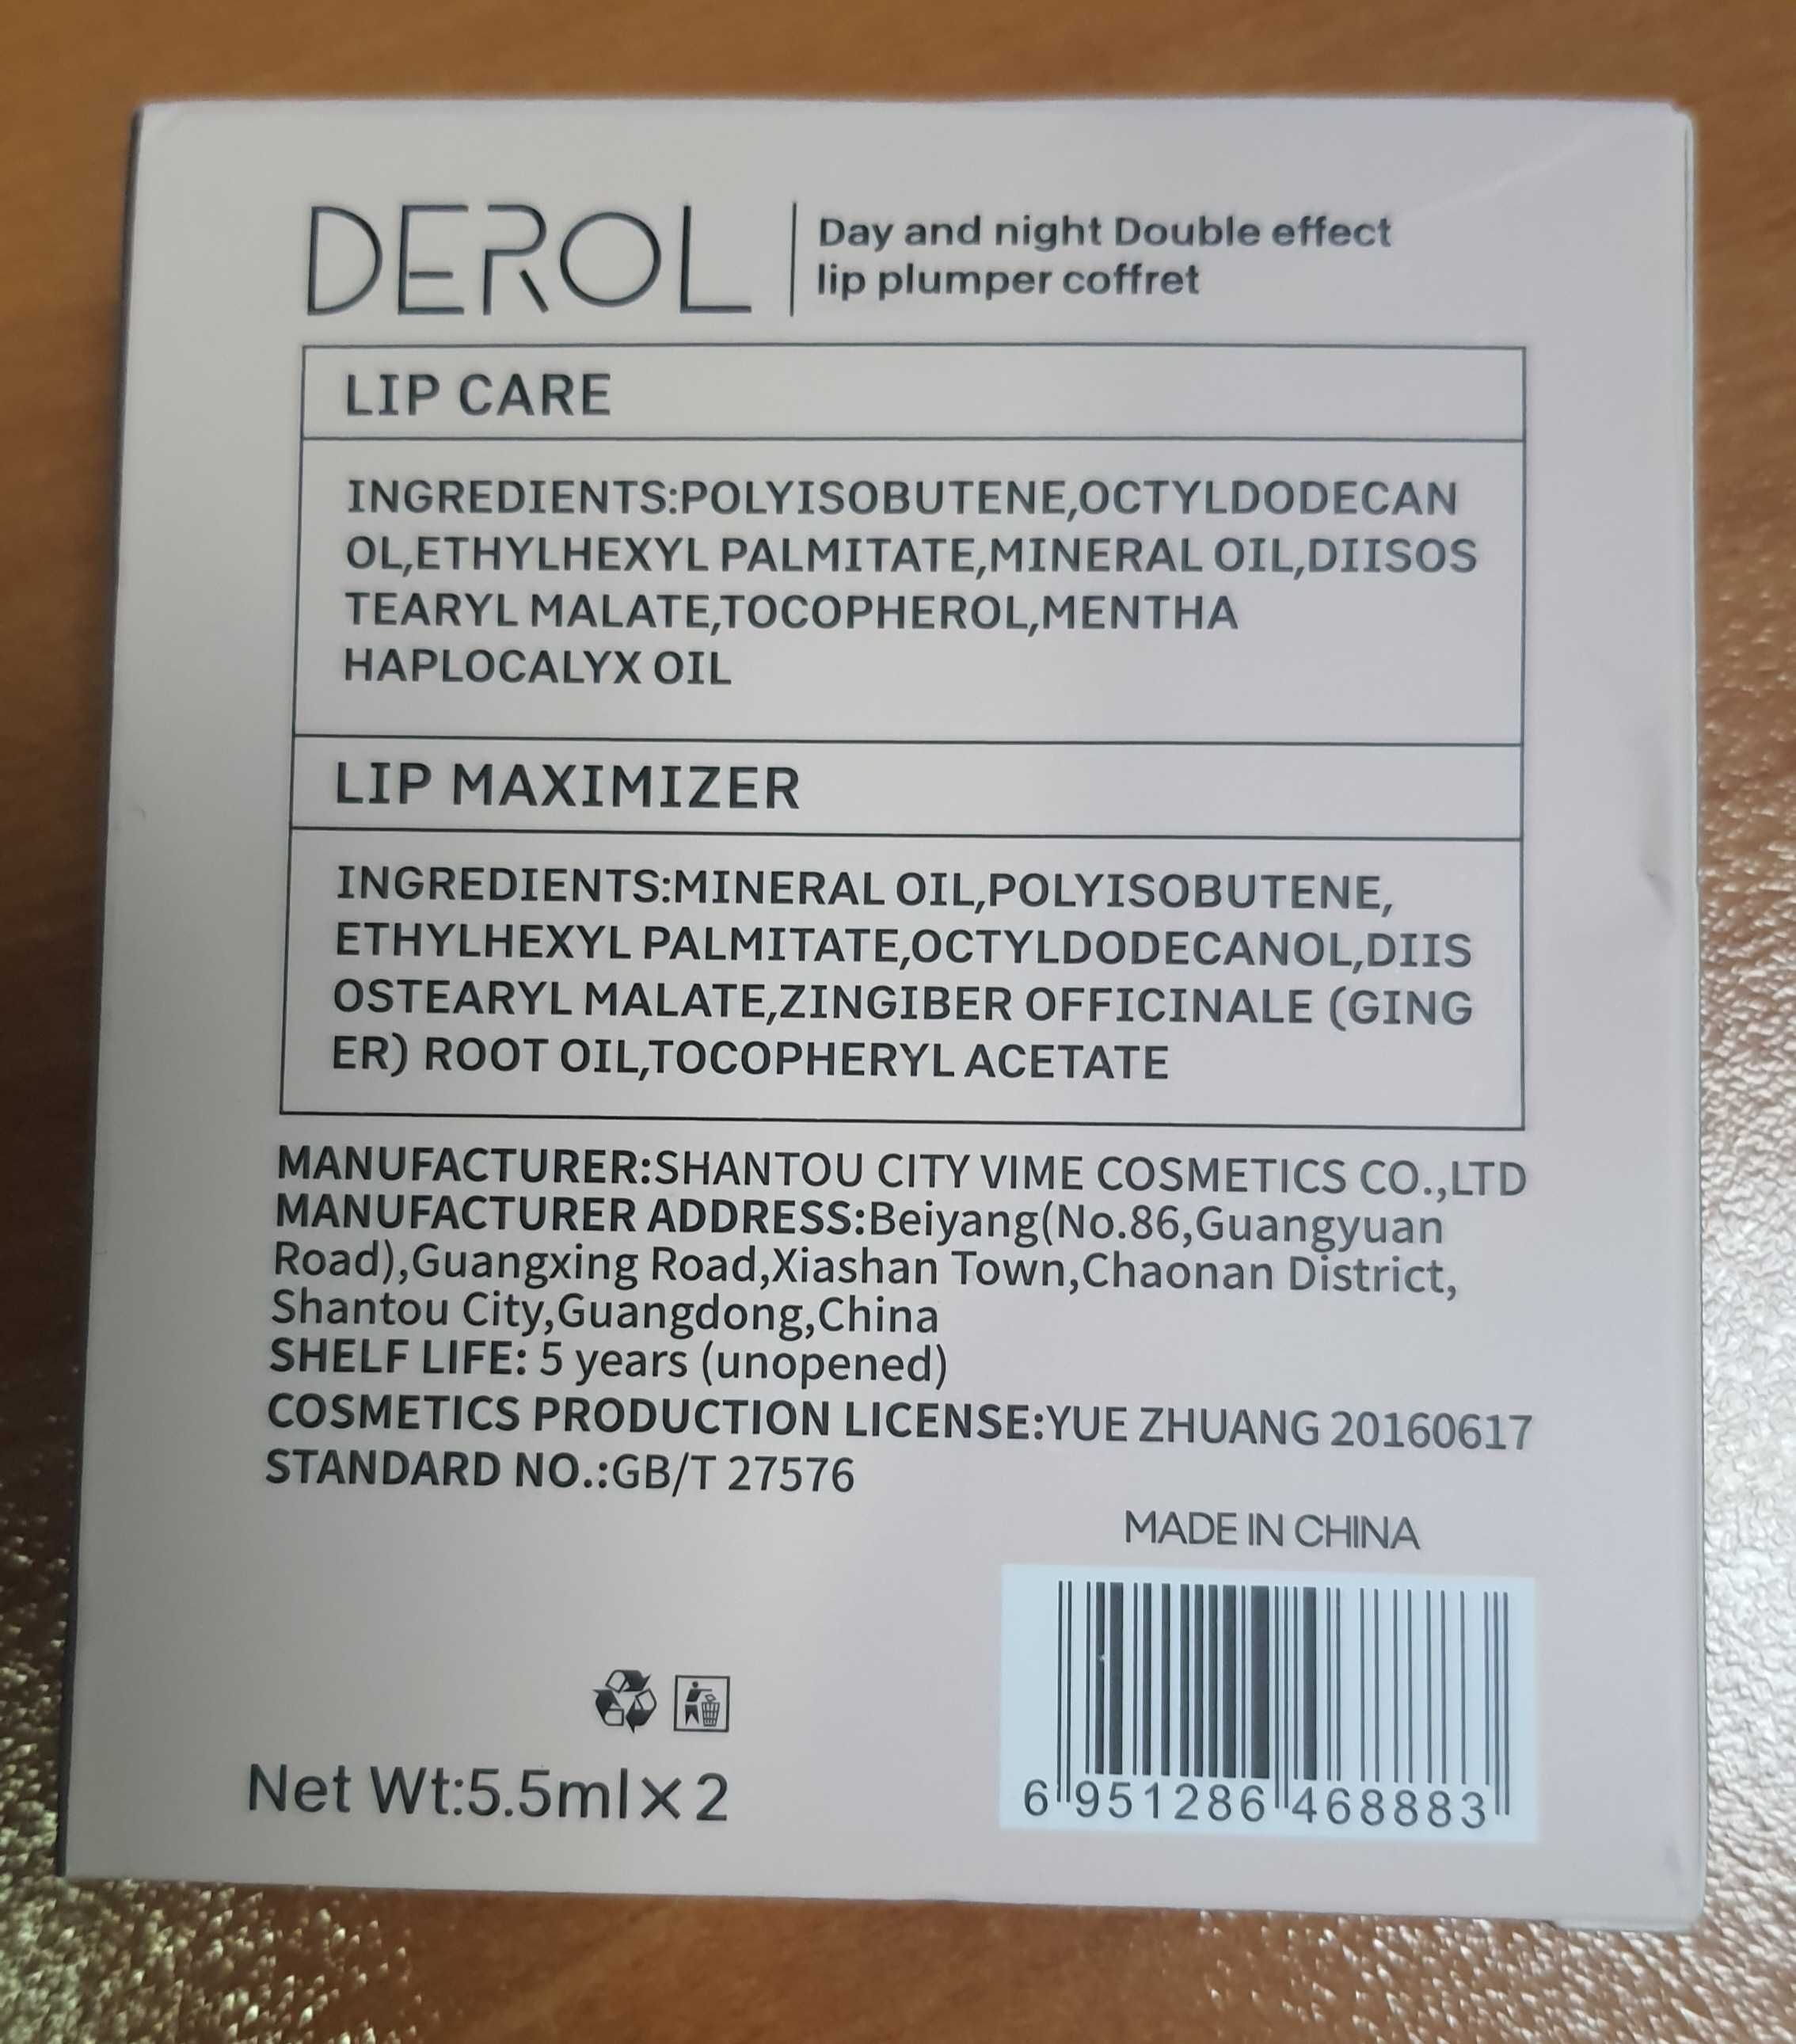 DEROL
Day and night Double effect
lip plumper coffret
LIP CARE
INGREDIENTS:POLYISOBUTENE,OCTYLDODECAN
OL,ETHYLHEXYL PALMITATE,MINERAL OIL,DIISOS
TEARYL MALATE,TOCOPHEROL,MENTHA
HAPLOCALYX OIL
LIP MAXIMIZER
INGREDIENTS:MINERAL OIL,POLYISOBUTENE,
ETHYLHEXYL PALMITATE,OCTYLDODECANOL,DIIS
OSTEARYL MALATE,ZINGIBER OFFICINALE (GING
ER) ROOT OIL,TOCOPHERYL ACETATE
MANUFACTURER:SHANTOU CITY VIME COSMETICS CO.,LTD
MANUFACTURER ADDRESS:Beiyang(No.86,Guangyuan
Road),Guangxing Road,Xiashan Town,Chaonan District,
Shantou City,Guangdong,China
SHELF LIFE: 5 years (unopened)
COSMETICS PRODUCTION LICENSE:YUE ZHUANG 20160617
STANDARD NO.:GB/T 27576
MADE IN CHINA
Net Wt:5.5ml×2
6 951286 468883